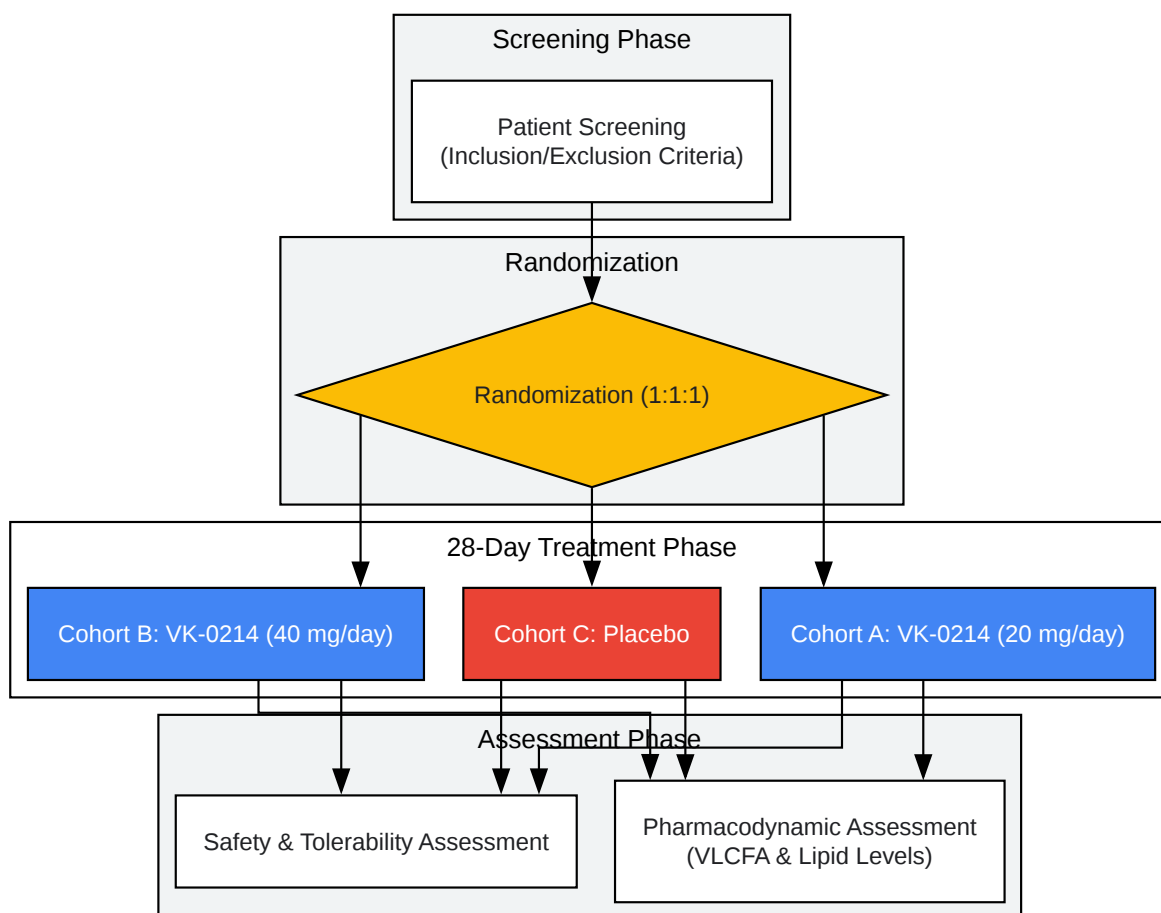 Screening Phase
Patient Screening
(Inclusion/Exclusion Criteria)
Randomization
Randomization (1:1:1)
28-Day Treatment Phase
Cohort B: VK-0214 (40 mg/day)
Cohort C: Placebo
Cohort A: VK-0214 (20 mg/day)
Assessment Phase
Safety & Tolerability Assessment
Pharmacodynamic Assessment
(VLCFA & Lipid Levels)